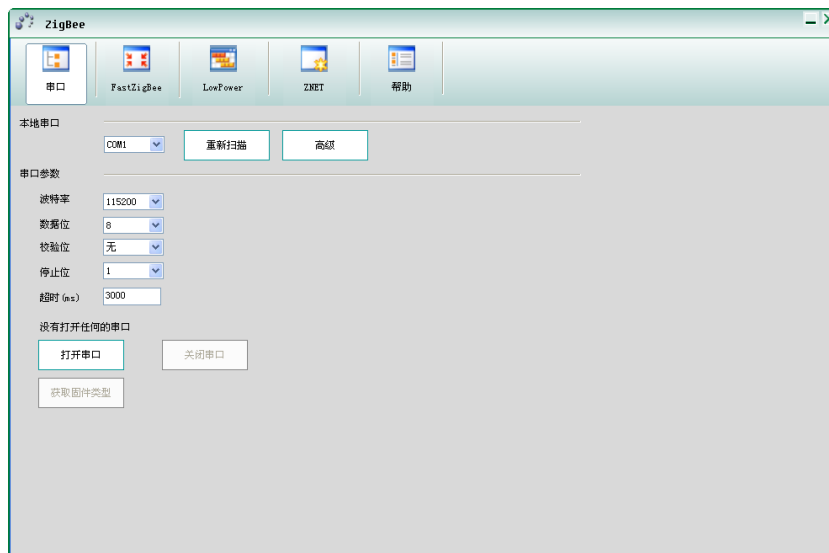 ZigBee
串口
FastZigBee
LowPower
ZNET
帮助
本地串口
COM1
重新扫描
高级
串口参数
波特率
115200
数据位
8
校验位
无
停止位
1
超时(ms)
3000
没有打开任何的串口
打开串口
关闭串口
获取固件类型